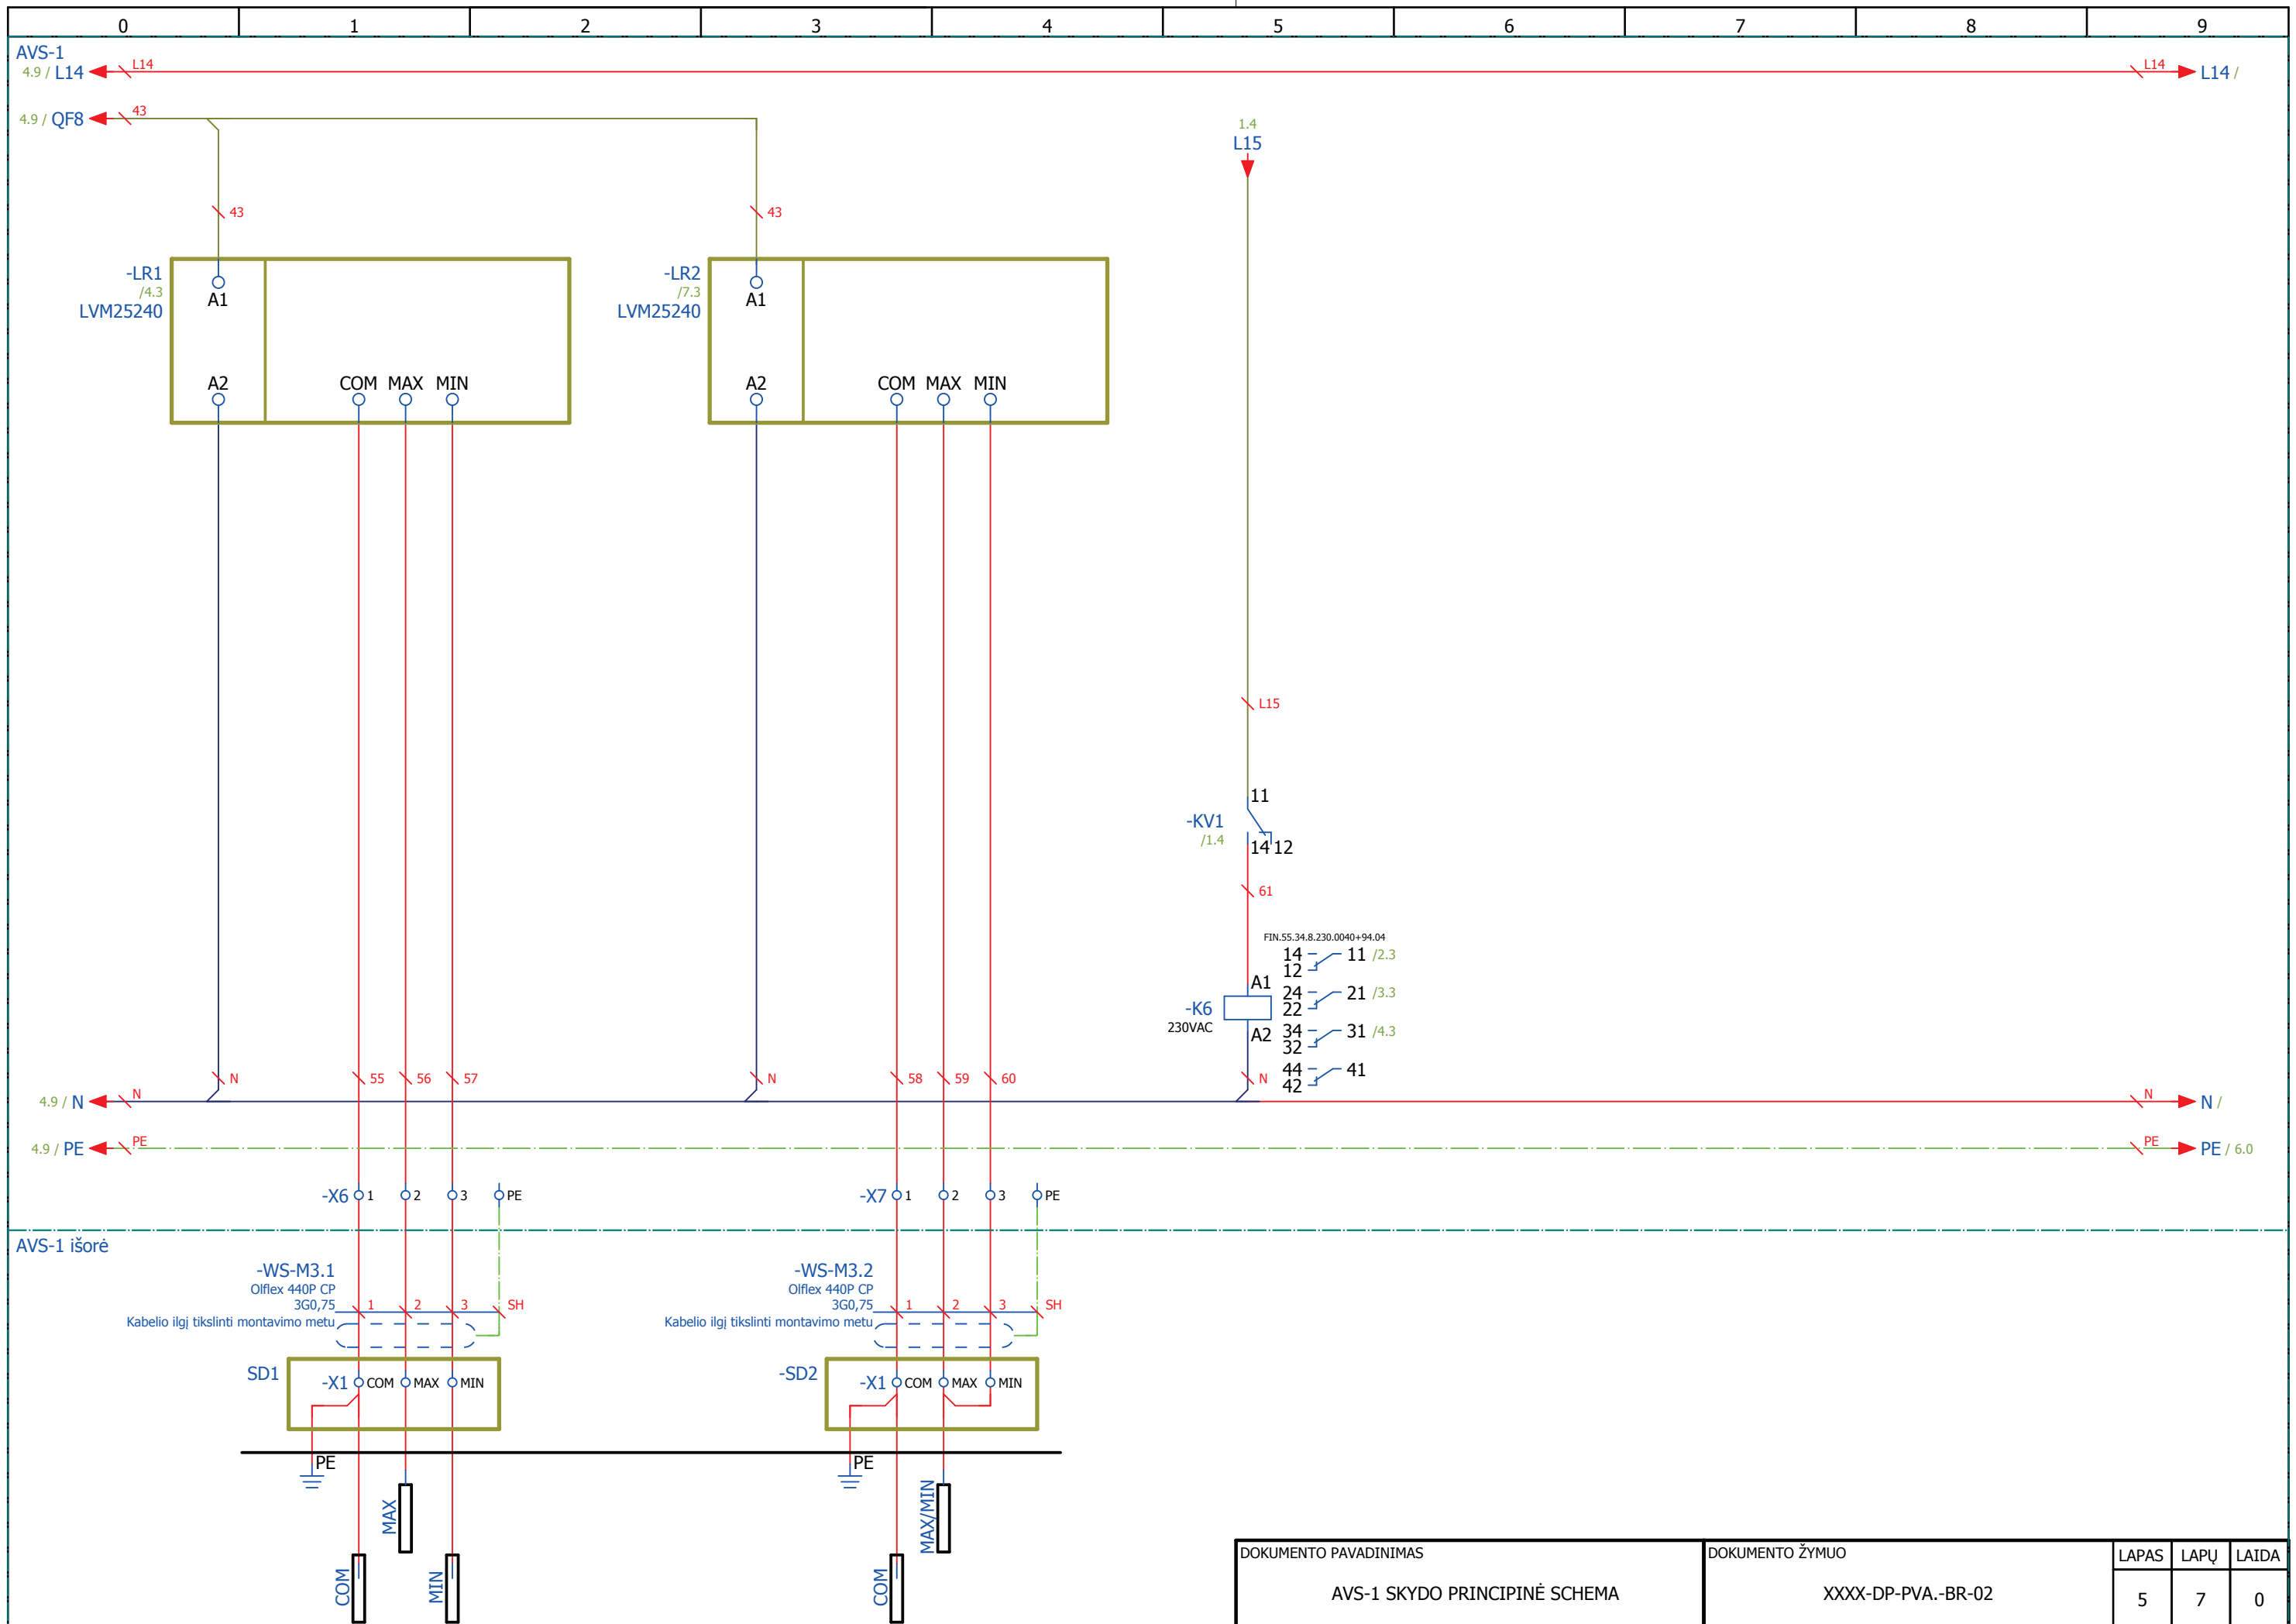 0 1 2 3 4 5 6 7 8 9
AVS-1
4.9 / L14 L14 L14 L14 /
4.9 / QF8 43
1.4
L15
43 43
-LR1 -LR2
/4.3 /7.3
LVM25240 LVM25240
A1 A1
A2 COM MAX MIN A2 COM MAX MIN
L15
11
-KV1
/1.4
14 12
61
FIN.55.34.8.230.0040+94.04
14 11 /2.3
12
A1
24 21 /3.3
22
-K6
230VAC
A2
34 31 /4.3
32
44 41
42
N 55 56 57 N 58 59 60 N
4.9 / N N N N /
4.9 / PE PE PE PE / 6.0
-X6 1 2 3 PE -X7 1 2 3 PE
AVS-1 išorė
-WS-M3.1 -WS-M3.2
Olflex 440P CP Olflex 440P CP
3G0,75 1 2 3 SH 3G0,75 1 2 3 SH
Kabelio ilgį tikslinti montavimo metu Kabelio ilgį tikslinti montavimo metu
SD1 -X1 COM MAX MIN -SD2 -X1 COM MAX MIN
PE PE
MAX MAX/MIN
COM MIN COM
DOKUMENTO PAVADINIMAS DOKUMENTO ŽYMUO LAPAS LAPŲ LAIDA
AVS-1 SKYDO PRINCIPINĖ SCHEMA XXXX-DP-PVA.-BR-02 5 7 0